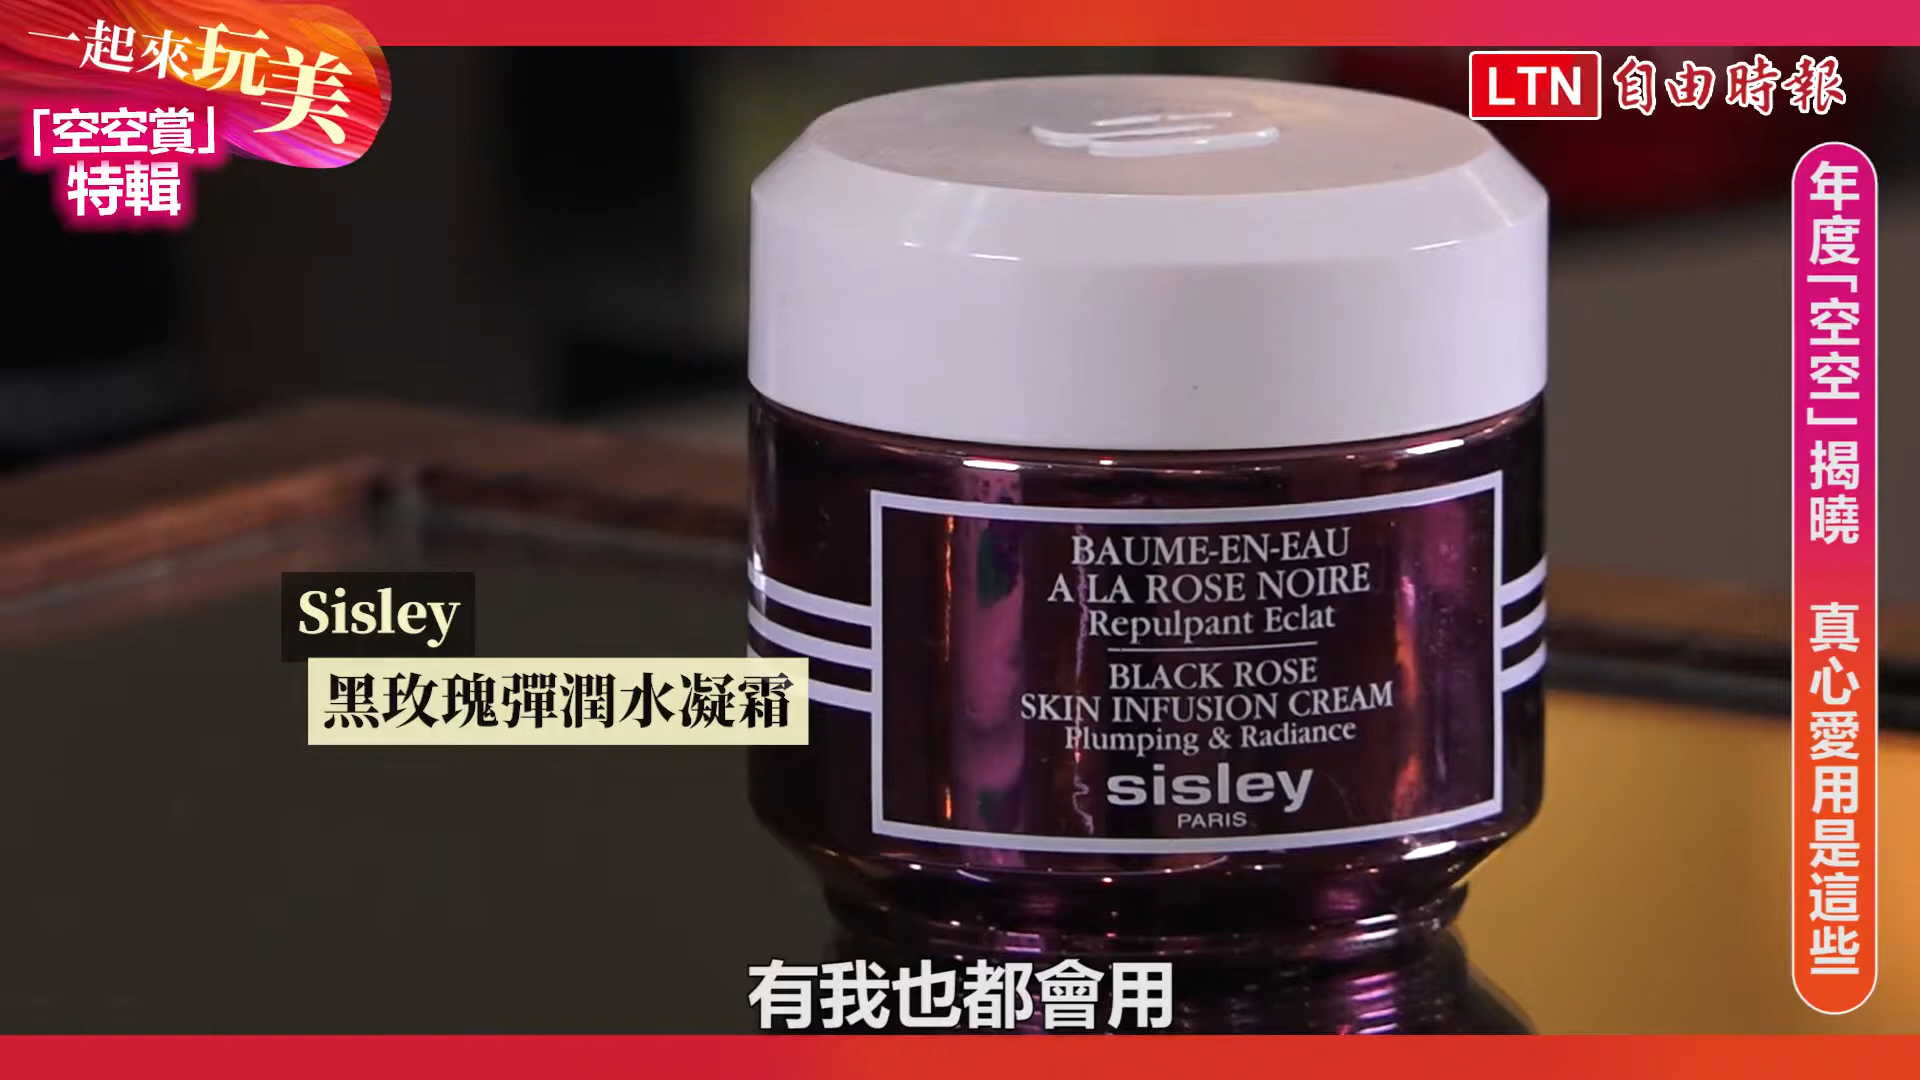 一起來玩美
「空空賞」
特輯
LTN 自由時報
年度「空空」揭曉 真心愛用是這些
BAUME-EN-EAU
A LA ROSE NOIRE
Repulpant Eclat
BLACK ROSE
SKIN INFUSION CREAM
Plumping & Radiance
sisley
PARIS
Sisley
黑玫瑰彈潤水凝霜
有我也都會用